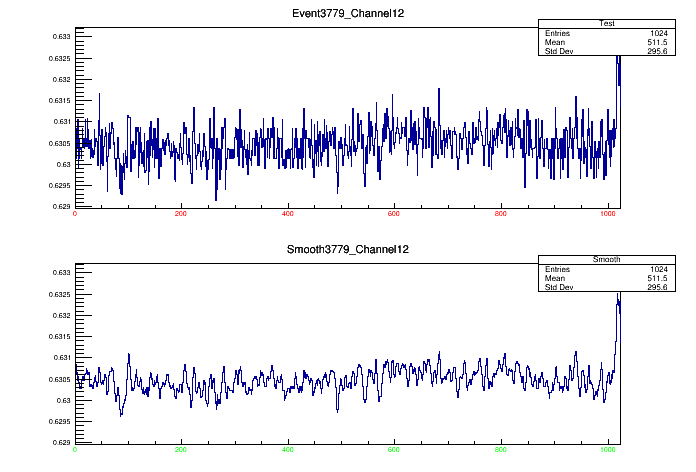 Event3779_Channel12
Test
Entries 1024
Mean 511.5
Std Dev 295.6
0.633
0.6325
0.632
0.6315
0.631
0.6305
0.63
0.6295
0.629
0 200 400 600 800 1000
Smooth3779_Channel12
Smooth
Entries 1024
Mean 511.5
Std Dev 295.6
0.633
0.6325
0.632
0.6315
0.631
0.6305
0.63
0.6295
0.629
0 200 400 600 800 1000